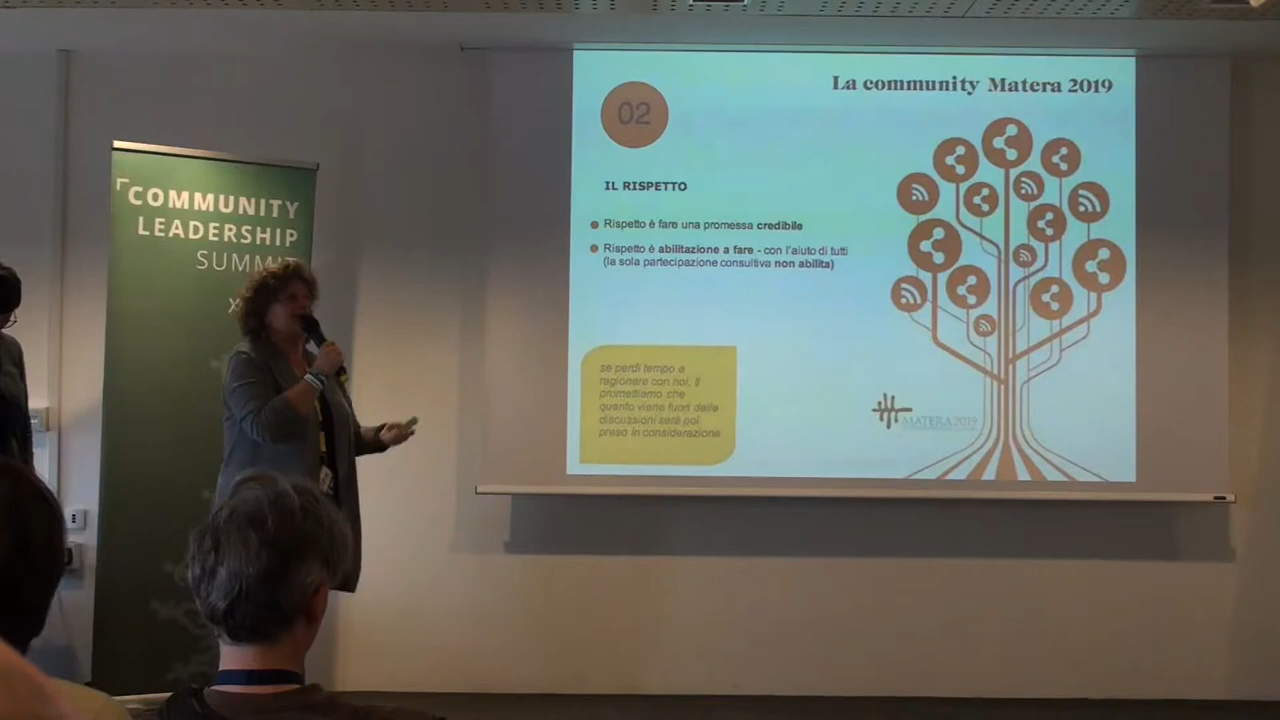 COMMUNITY
LEADERSHIP
SUMMIT
X
La community Matera 2019
02
IL RISPETTO
Rispetto è fare una promessa credibile
Rispetto è abilitazione a fare - con l'aiuto di tutti
(la sola partecipazione consultiva non abilita)
se perdi tempo a
ragionare con noi, ti
promettiamo che
quanto viene fuori dalle
discussioni sarà poi
preso in considerazione
MATERA2019